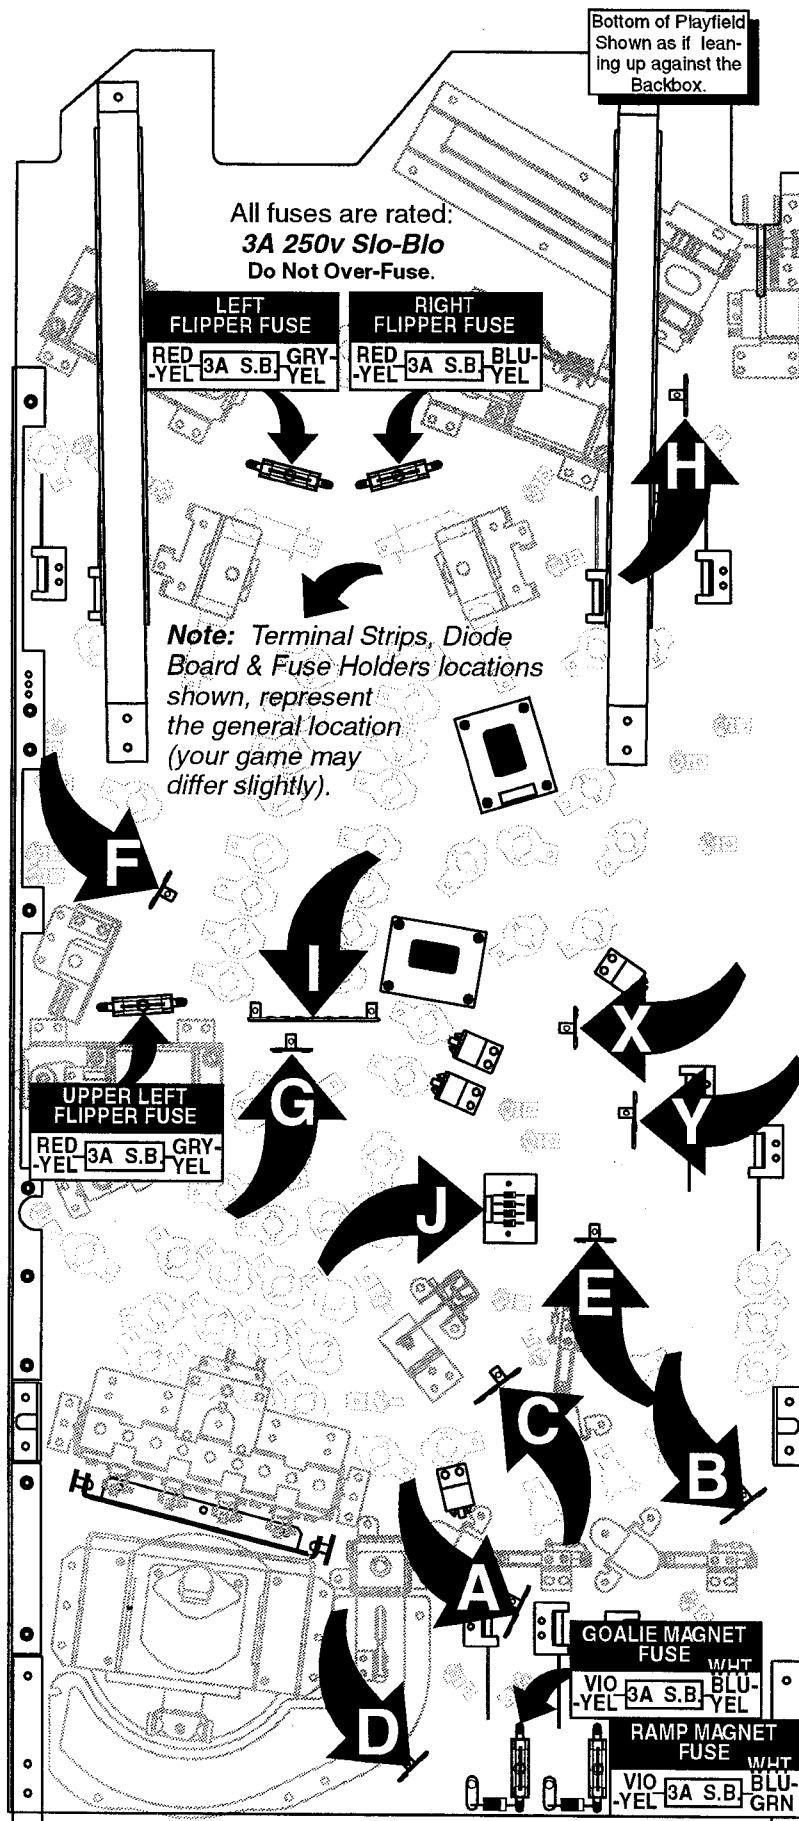 Bottom of Playfield
Shown as if lean-
ing up against the
Backbox.
All fuses are rated:
3A 250v Slo-Blo
Do Not Over-Fuse.
LEFT
FLIPPER FUSE
RED
-YEL
3A S.B.
GRY-
YEL
RIGHT
FLIPPER FUSE
RED
-YEL
3A S.B.
BLU-
YEL
H
Note: Terminal Strips, Diode
Board & Fuse Holders locations
shown, represent
the general location
(your game may
differ slightly).
F
I
X
UPPER LEFT
FLIPPER FUSE
RED
-YEL
3A S.B.
GRY-
YEL
G
Y
J
E
C
B
A
D
GOALIE MAGNET
FUSE
VIO
-YEL
3A S.B.
WHT
BLU-
YEL
RAMP MAGNET
FUSE
VIO
-YEL
3A S.B.
WHT
BLU-
GRN